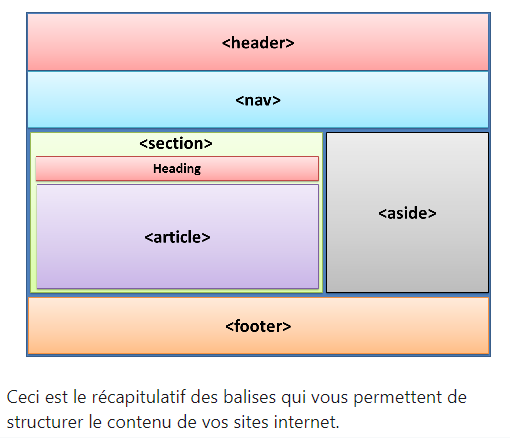 <header>
<nav>
<section>
Heading
<article>
<aside>
<footer>
Ceci est le récapitulatif des balises qui vous permettent de
structurer le contenu de vos sites internet.